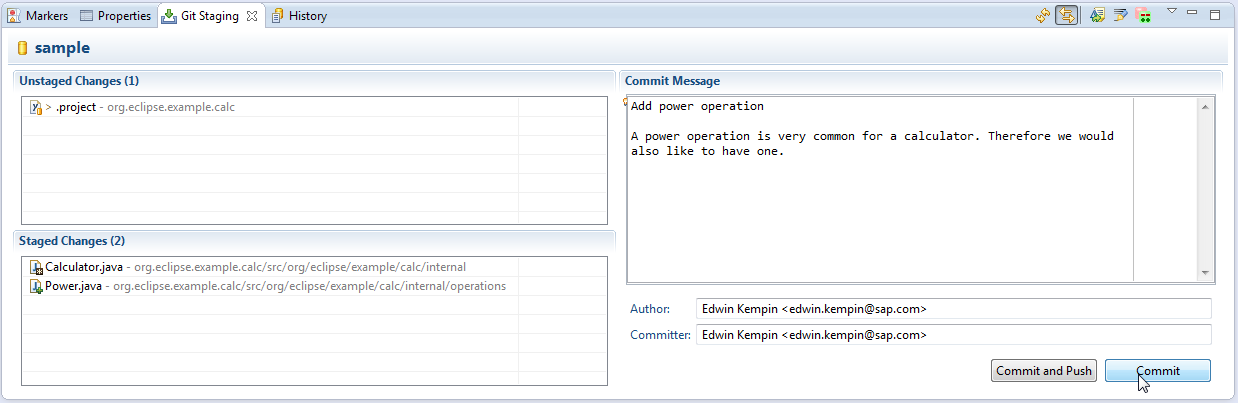 Markers Properties Git Staging History
sample
Unstaged Changes (1)
> .project - org.eclipse.example.calc
Staged Changes (2)
Calculator.java - org.eclipse.example.calc/src/org/eclipse/example/calc/internal
Power.java - org.eclipse.example.calc/src/org/eclipse/example/calc/internal/operations
Commit Message
Add power operation
A power operation is very common for a calculator. Therefore we would
also like to have one.
Author: Edwin Kempin <edwin.kempin@sap.com>
Committer: Edwin Kempin <edwin.kempin@sap.com>
Commit and Push Commit